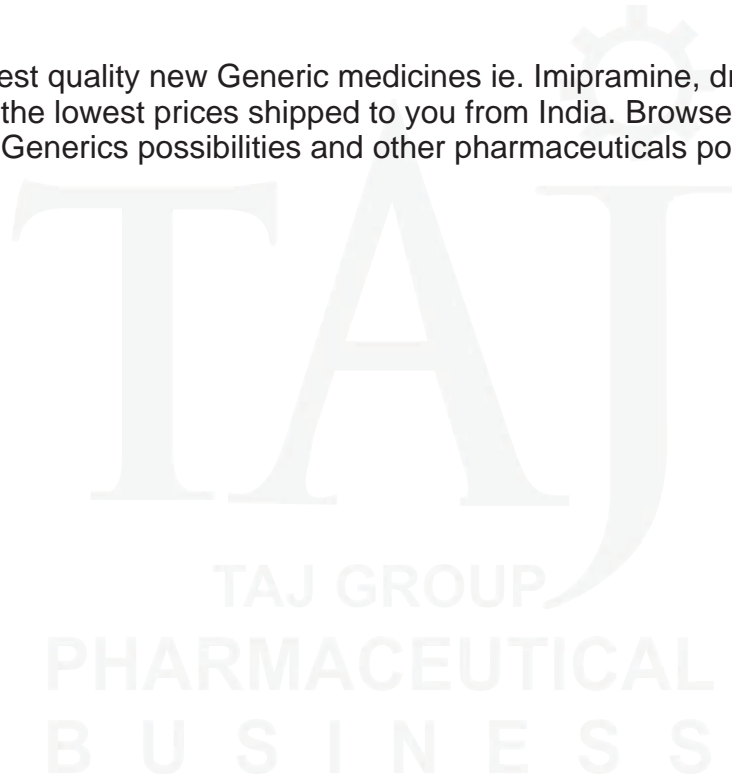 est quality new Generic medicines ie. Imipramine, dr
the lowest prices shipped to you from India. Browse
Generics possibilities and other pharmaceuticals po
TAJ
TAJ GROUP
PHARMACEUTICAL
BUSINESS